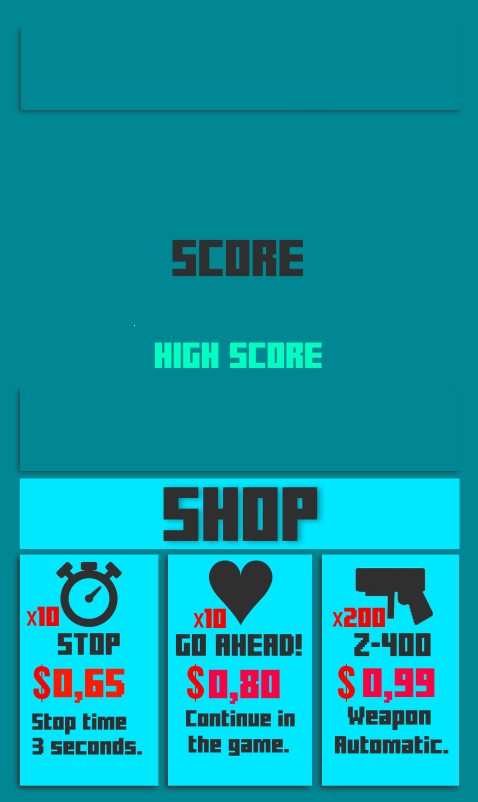 SCORE
HIGH SCORE
SHOP
x10
STOP
$0,65
Stop time
3 seconds.
x10
GO AHEAD!
$0,80
Continue in
the game.
x200
Z-400
$0,99
Weapon
Automatic.